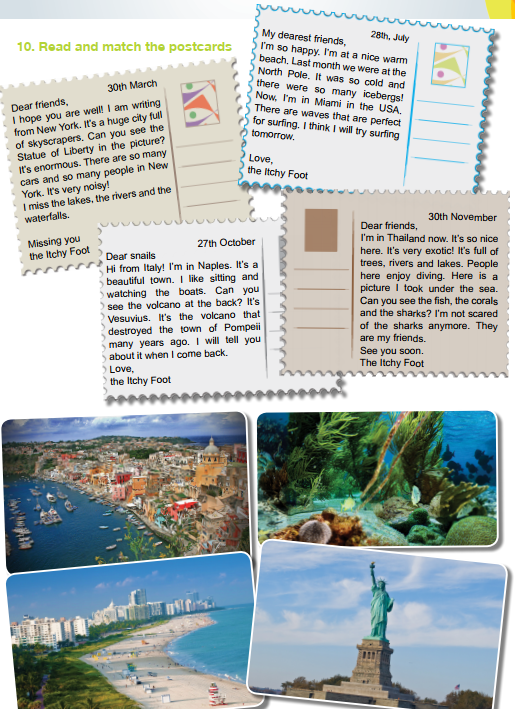 10. Read and match the postcards
30th March
Dear friends,
I hope you are well! I am writing
from New York. It's a huge city full
of skyscrapers. Can you see the
Statue of Liberty in the picture?
It's enormous. There are so many
cars and so many people in New
York. It's very noisy!
I miss the lakes, the rivers and the
waterfalls.
Missing you
the Itchy Foot
28th, July
My dearest friends,
I'm so happy. I'm at a nice warm
beach. Last month we were at the
North Pole. It was so cold and
there were so many icebergs!
Now, I'm in Miami in the USA.
There are waves that are perfect
for surfing. I think I will try surfing
tomorrow.
Love,
the Itchy Foot
27th October
Dear snails
Hi from Italy! I'm in Naples. It's a
beautiful town. I like sitting and
watching the boats. Can you
see the volcano at the back? It's
Vesuvius. It's the volcano that
destroyed the town of Pompeii
many years ago. I will tell you
about it when I come back.
Love,
the Itchy Foot
30th November
Dear friends,
I'm in Thailand now. It's so nice
here. It's very exotic! It's full of
trees, rivers and lakes. People
here enjoy diving. Here is a
picture I took under the sea.
Can you see the fish, the corals
and the sharks? I'm not scared
of the sharks anymore. They
are my friends.
See you soon.
The Itchy Foot